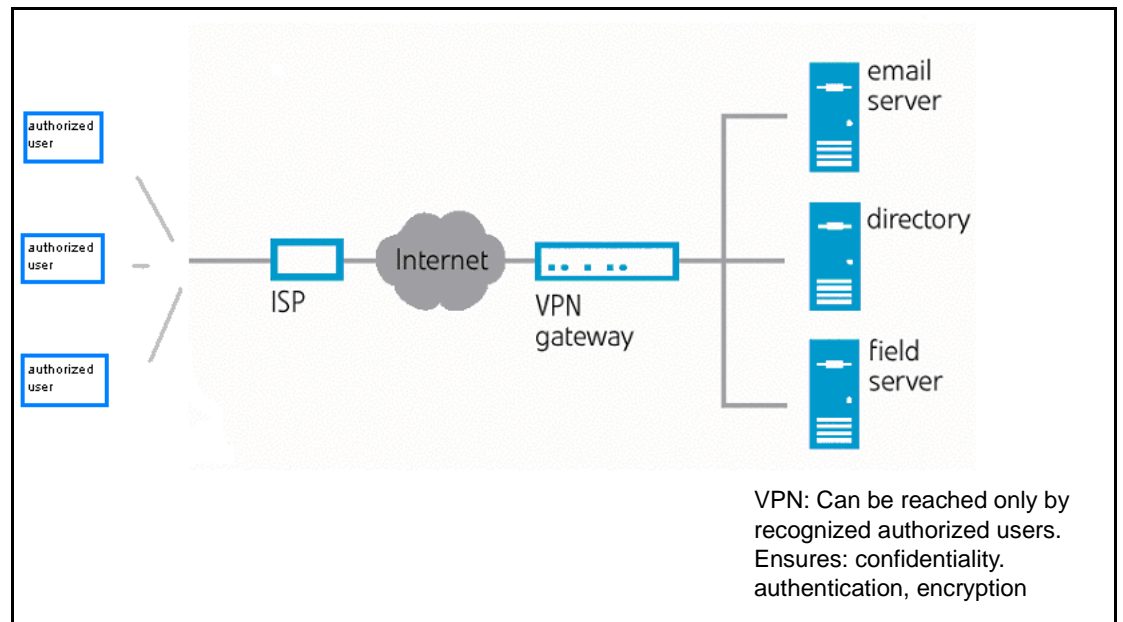 authorized
user
authorized
user
authorized
user
ISP
Internet
VPN
gateway
email
server
directory
field
server
VPN: Can be reached only by
recognized authorized users.
Ensures: confidentiality.
authentication, encryption